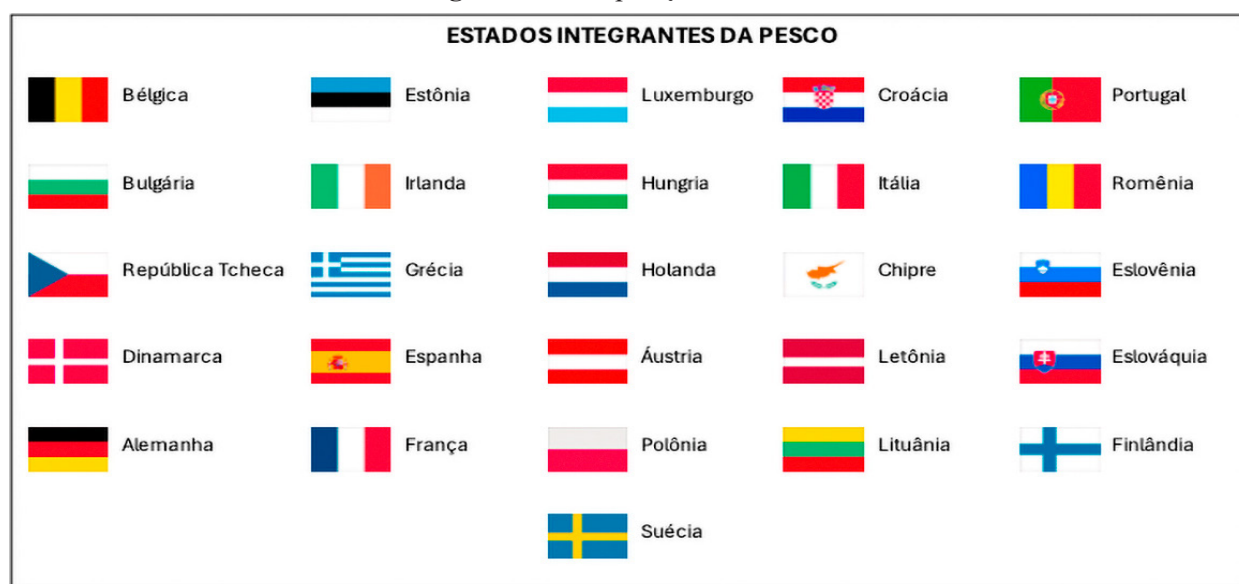 ESTADOS INTEGRANTES DA PESCO
Bélgica Estônia Luxemburgo Croácia Portugal
Bulgária Irlanda Hungria Itália Romênia
República Tcheca Grécia Holanda Chipre Eslovênia
Dinamarca Espanha Áustria Letônia Eslováquia
Alemanha França Polônia Lituânia Finlândia
Suécia